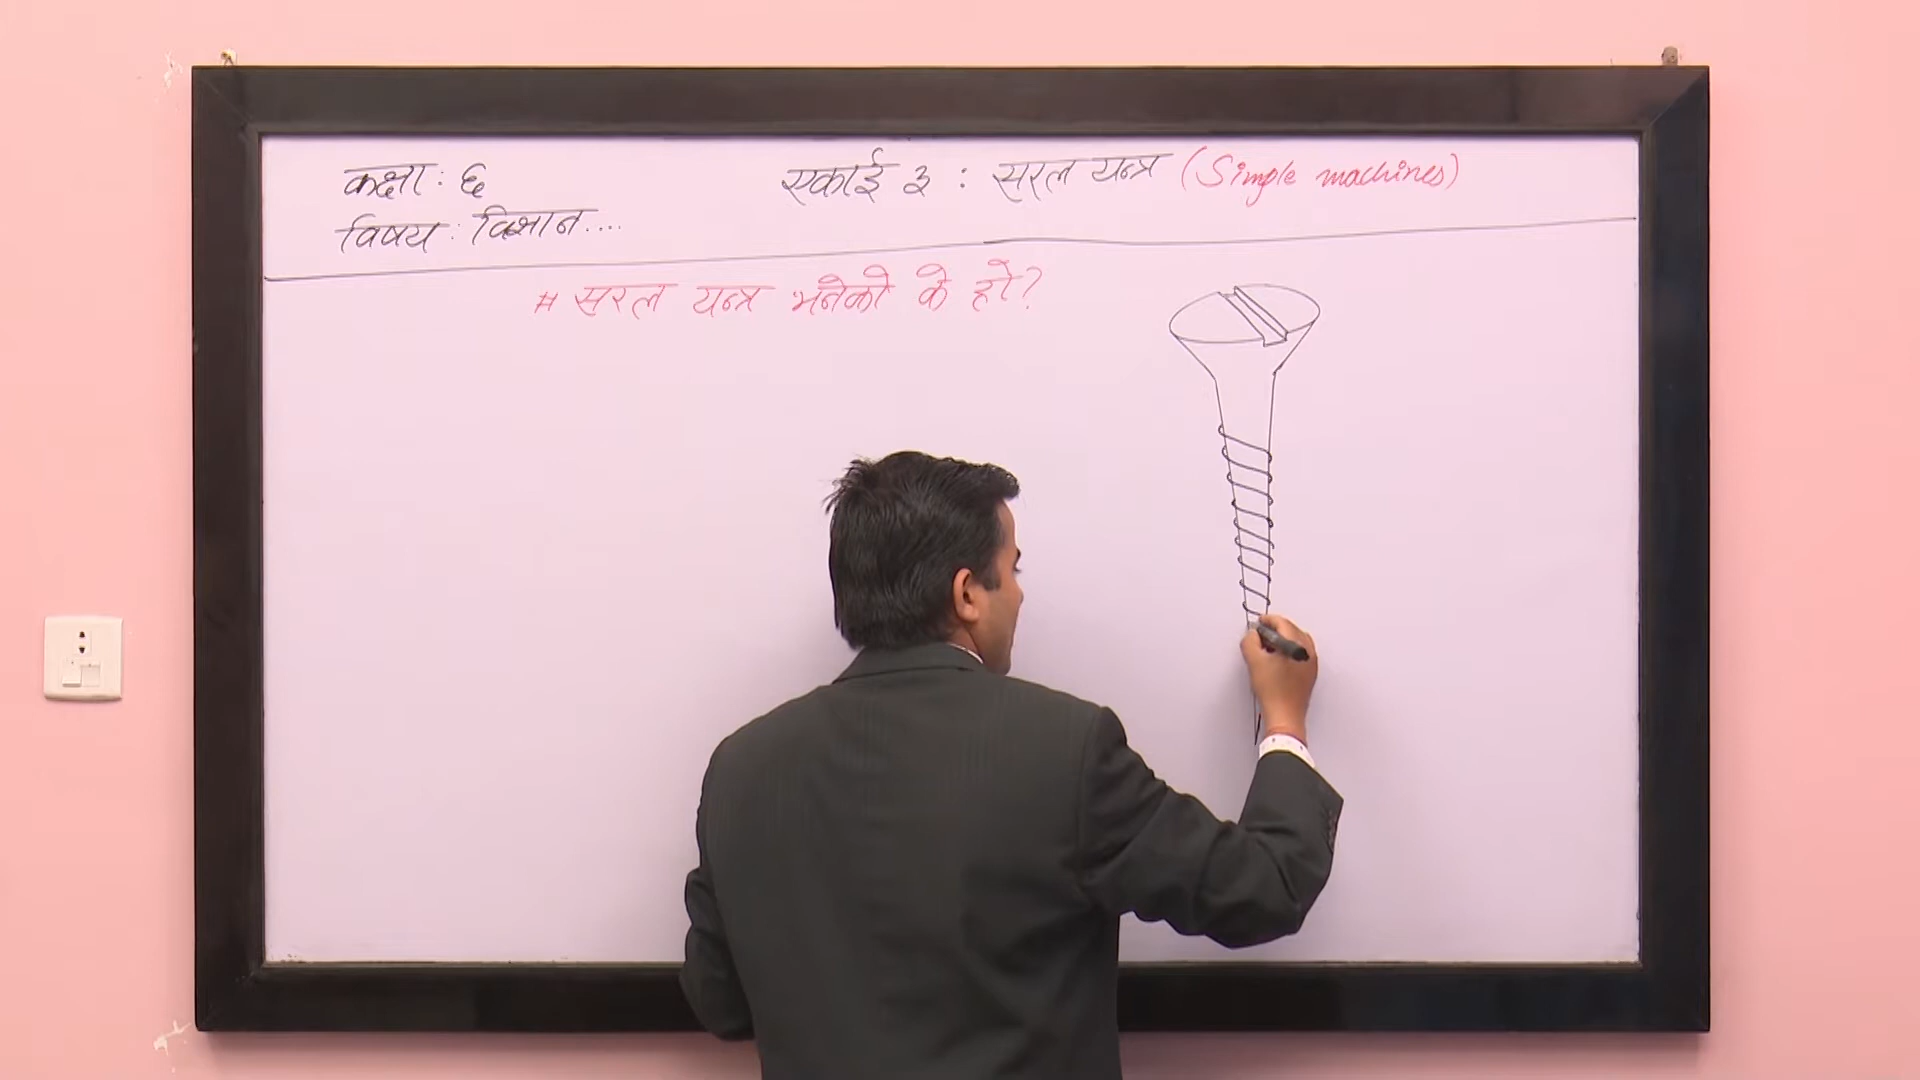 कक्षा: ६
विषय: विज्ञान....
एकाई ३ : सरल यन्त्र (Simple machines)
# सरल यन्त्र भनेको के हो?